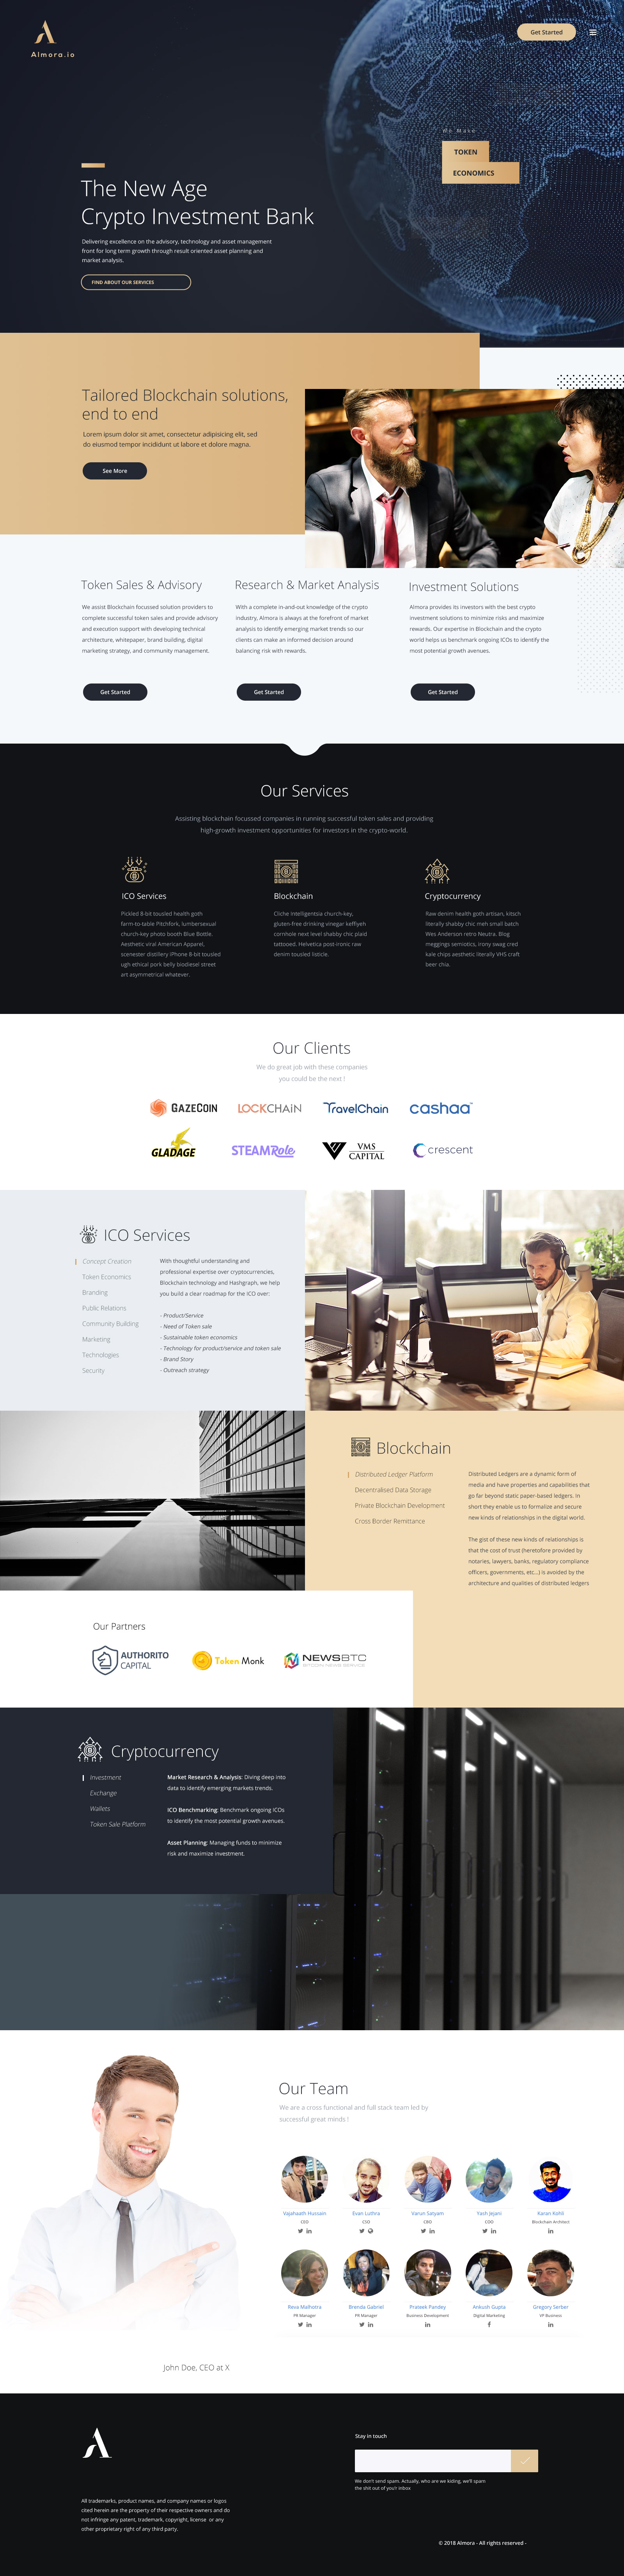 Almora.io
Get Started
We Make
TOKEN
ECONOMICS
The New Age
Crypto Investment Bank
Delivering excellence on the advisory, technology and asset management
front for long term growth through result oriented asset planning and
market analysis.
FIND ABOUT OUR SERVICES
Tailored Blockchain solutions,
end to end
Lorem ipsum dolor sit amet, consectetur adipisicing elit, sed
do eiusmod tempor incididunt ut labore et dolore magna.
See More
Token Sales & Advisory
We assist Blockchain focussed solution providers to
complete successful token sales and provide advisory
and execution support with developing technical
architecture, whitepaper, brand building, digital
marketing strategy, and community management.
Get Started
Research & Market Analysis
With a complete in-and-out knowledge of the crypto
industry, Almora is always at the forefront of market
analysis to identify emerging market trends so our
clients can make an informed decision around
balancing risk with rewards.
Get Started
Investment Solutions
Almora provides its investors with the best crypto
investment solutions to minimize risks and maximize
rewards. Our expertise in Blockchain and the crypto
world helps us benchmark ongoing ICOs to identify the
most potential growth avenues.
Get Started
Our Services
Assisting blockchain focussed companies in running successful token sales and providing
high-growth investment opportunities for investors in the crypto-world.
ICO Services
Pickled 8-bit tousled health goth
farm-to-table Pitchfork, lumbersexual
church-key photo booth Blue Bottle.
Aesthetic viral American Apparel,
scenester distillery iPhone 8-bit tousled
ugh ethical pork belly biodiesel street
art asymmetrical whatever.
Blockchain
Cliche Intelligentsia church-key,
gluten-free drinking vinegar keffiyeh
cornhole next level shabby chic plaid
tattooed. Helvetica post-ironic raw
denim tousled listicle.
Cryptocurrency
Raw denim health goth artisan, kitsch
literally shabby chic meh small batch
Wes Anderson retro Neutra. Blog
meggings semiotics, irony swag cred
kale chips aesthetic literally VHS craft
beer chia.
Our Clients
We do great job with these companies
you could be the next !
GAZECOIN
LOCKCHAIN
TravelChain
cashaa
GLADAGE
STEAMRole
VMS
CAPITAL
crescent
ICO Services
Concept Creation
Token Economics
Branding
Public Relations
Community Building
Marketing
Technologies
Security
With thoughtful understanding and
professional expertise over cryptocurrencies,
Blockchain technology and Hashgraph, we help
you build a clear roadmap for the ICO over:
- Product/Service
- Need of Token sale
- Sustainable token economics
- Technology for product/service and token sale
- Brand Story
- Outreach strategy
Blockchain
Distributed Ledger Platform
Decentralised Data Storage
Private Blockchain Development
Cross Border Remittance
Distributed Ledgers are a dynamic form of
media and have properties and capabilities that
go far beyond static paper-based ledgers. In
short they enable us to formalize and secure
new kinds of relationships in the digital world.
The gist of these new kinds of relationships is
that the cost of trust (heretofore provided by
notaries, lawyers, banks, regulatory compliance
officers, governments, etc...) is avoided by the
architecture and qualities of distributed ledgers
Our Partners
AUTHORITO
CAPITAL
Token Monk
NEWSBTC
Cryptocurrency
Investment
Exchange
Wallets
Token Sale Platform
Market Research & Analysis: Diving deep into
data to identify emerging markets trends.
ICO Benchmarking: Benchmark ongoing ICOs
to identify the most potential growth avenues.
Asset Planning: Managing funds to minimize
risk and maximize investment.
Our Team
We are a cross functional and full stack team led by
successful great minds !
Vajahaath Hussain
CEO
Evan Luthra
CSO
Varun Satyam
Yash Jejani
Karan Kohli
Blockchain Architect
Reva Malhotra
PR Manager
Brenda Gabriel
PR Manager
Prateek Pandey
Business Development
Ankush Gupta
Digital Marketing
Gregory Serber
VP Business
John Doe, CEO at X
All trademarks, product names, and company names or logos
cited herein are the property of their respective owners and do
not infringe any patent, trademark, copyright, license or any
other proprietary right of any third party.
Stay in touch
We don't send spam. Actually, who are we kiding, we'll spam
the shit out of you'r inbox
© 2018 Almora - All rights reserved -